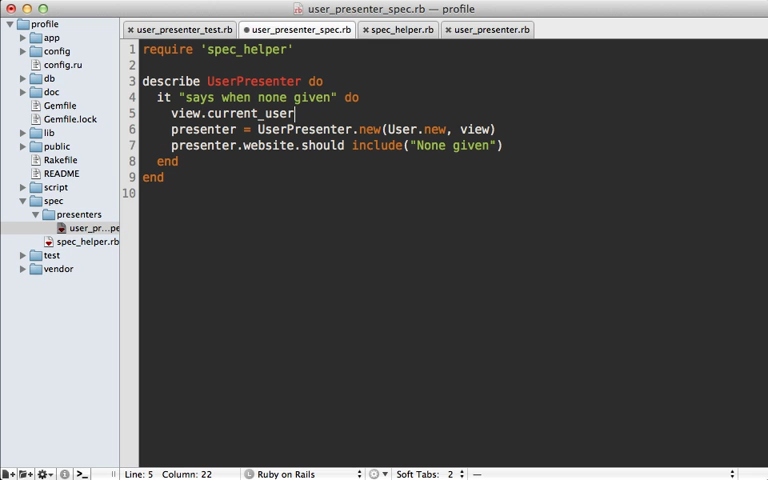 user_presenter_spec.rb — profile
profile
app
config
config.ru
db
doc
Gemfile
Gemfile.lock
lib
public
Rakefile
README
script
spec
presenters
user_pr...pe
spec_helper.rb
test
vendor
user_presenter_test.rb
user_presenter_spec.rb
spec_helper.rb
user_presenter.rb
1 require 'spec_helper'
2
3 describe UserPresenter do
4 it "says when none given" do
5 view.current_user
6 presenter = UserPresenter.new(User.new, view)
7 presenter.website.should include("None given")
8 end
9 end
10
Line: 5 Column: 22
Ruby on Rails
Soft Tabs: 2
—